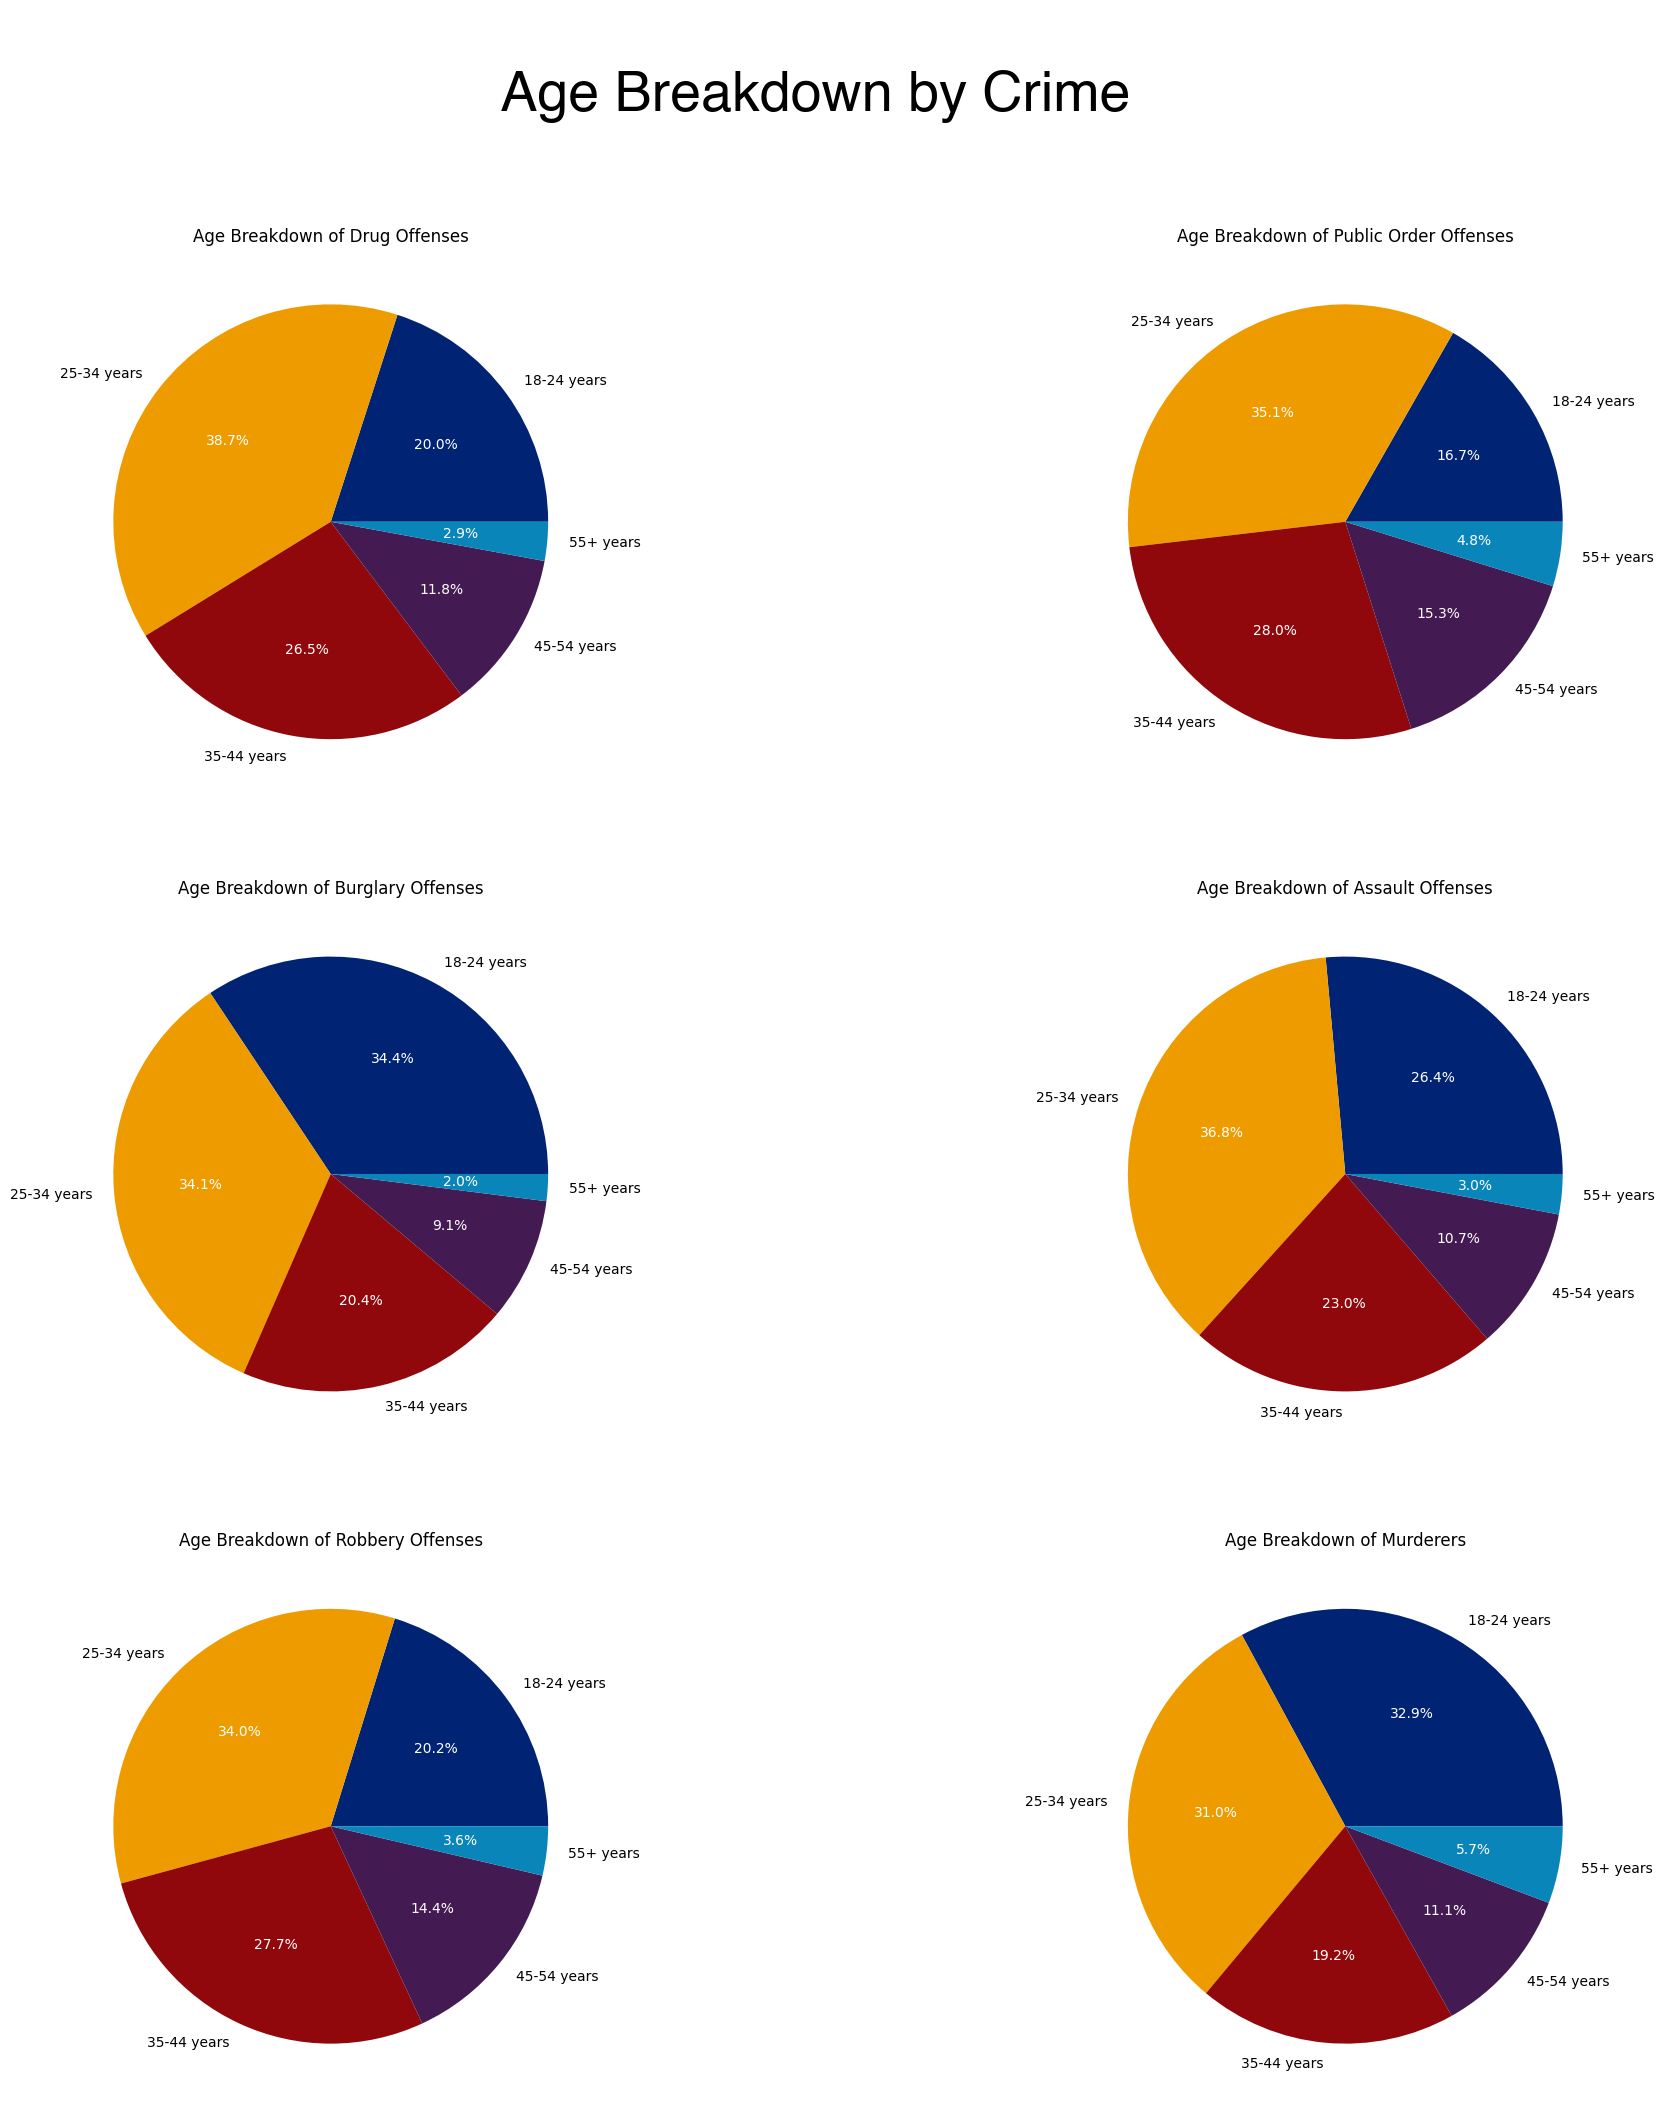 Age Breakdown by Crime
Age Breakdown of Drug Offenses
25-34 years
18-24 years
38.7%
20.0%
2.9%
55+ years
11.8%
26.5%
45-54 years
35-44 years
Age Breakdown of Public Order Offenses
25-34 years
18-24 years
35.1%
16.7%
4.8%
55+ years
15.3%
28.0%
45-54 years
35-44 years
Age Breakdown of Burglary Offenses
18-24 years
34.4%
25-34 years
34.1%
2.0%
55+ years
9.1%
45-54 years
20.4%
35-44 years
Age Breakdown of Assault Offenses
18-24 years
26.4%
25-34 years
36.8%
3.0%
55+ years
10.7%
45-54 years
23.0%
35-44 years
Age Breakdown of Robbery Offenses
25-34 years
18-24 years
34.0%
20.2%
3.6%
55+ years
14.4%
27.7%
45-54 years
35-44 years
Age Breakdown of Murderers
18-24 years
32.9%
25-34 years
31.0%
5.7%
55+ years
11.1%
19.2%
45-54 years
35-44 years